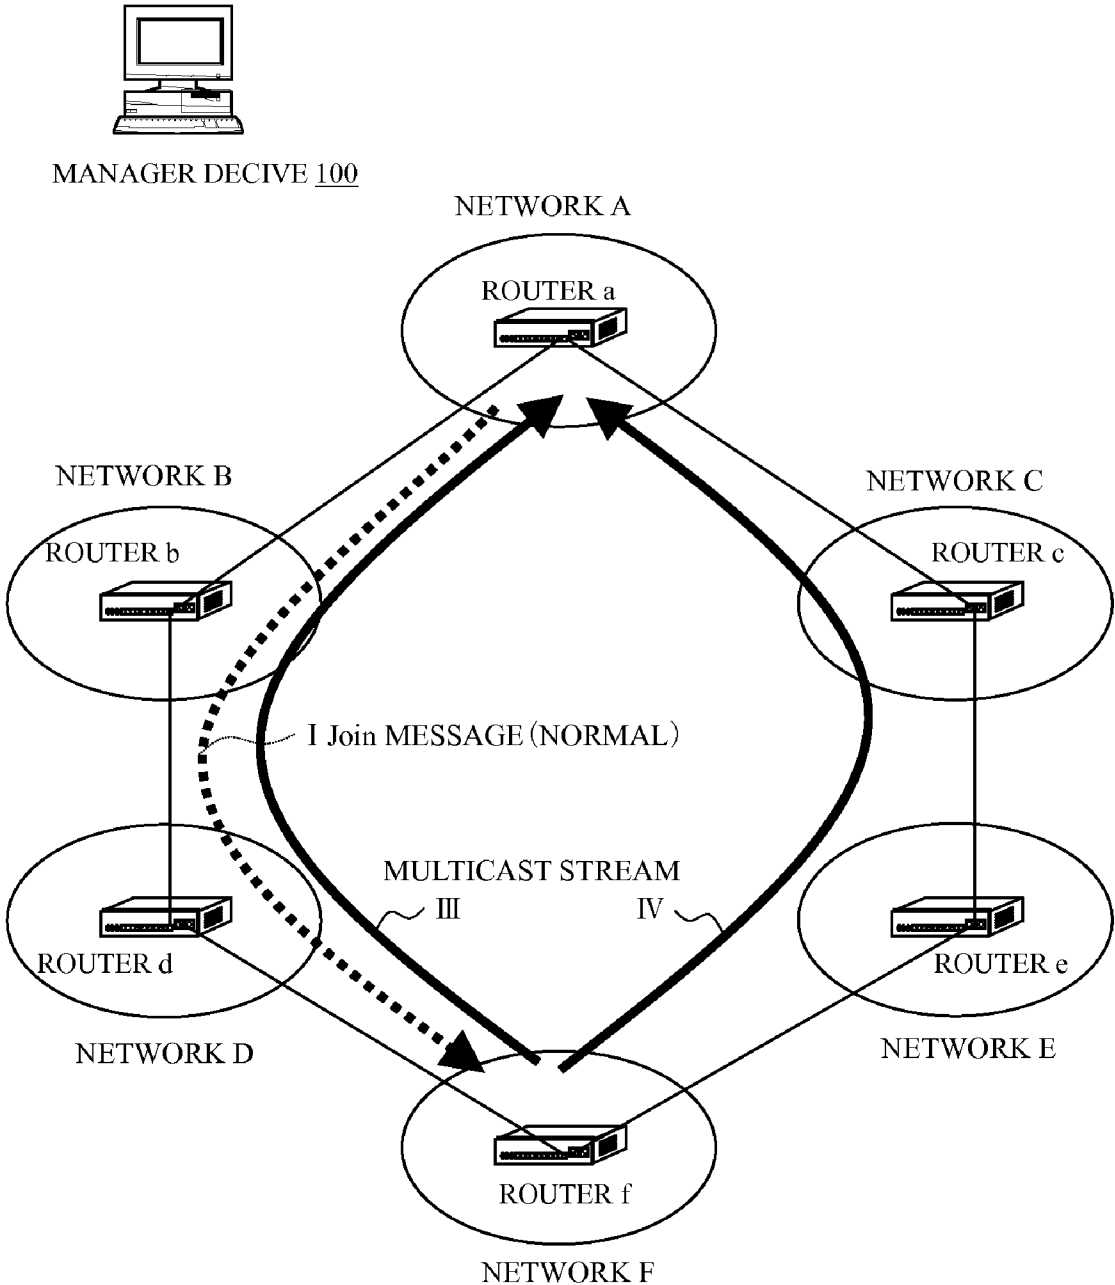 MANAGER DECIVE 100
NETWORK A
ROUTER a
NETWORK B
NETWORK C
ROUTER b
ROUTER c
I Join MESSAGE (NORMAL)
MULTICAST STREAM
III
IV
ROUTER d
ROUTER e
NETWORK D
NETWORK E
ROUTER f
NETWORK F